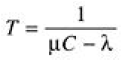 T = 1 / (μC − λ)